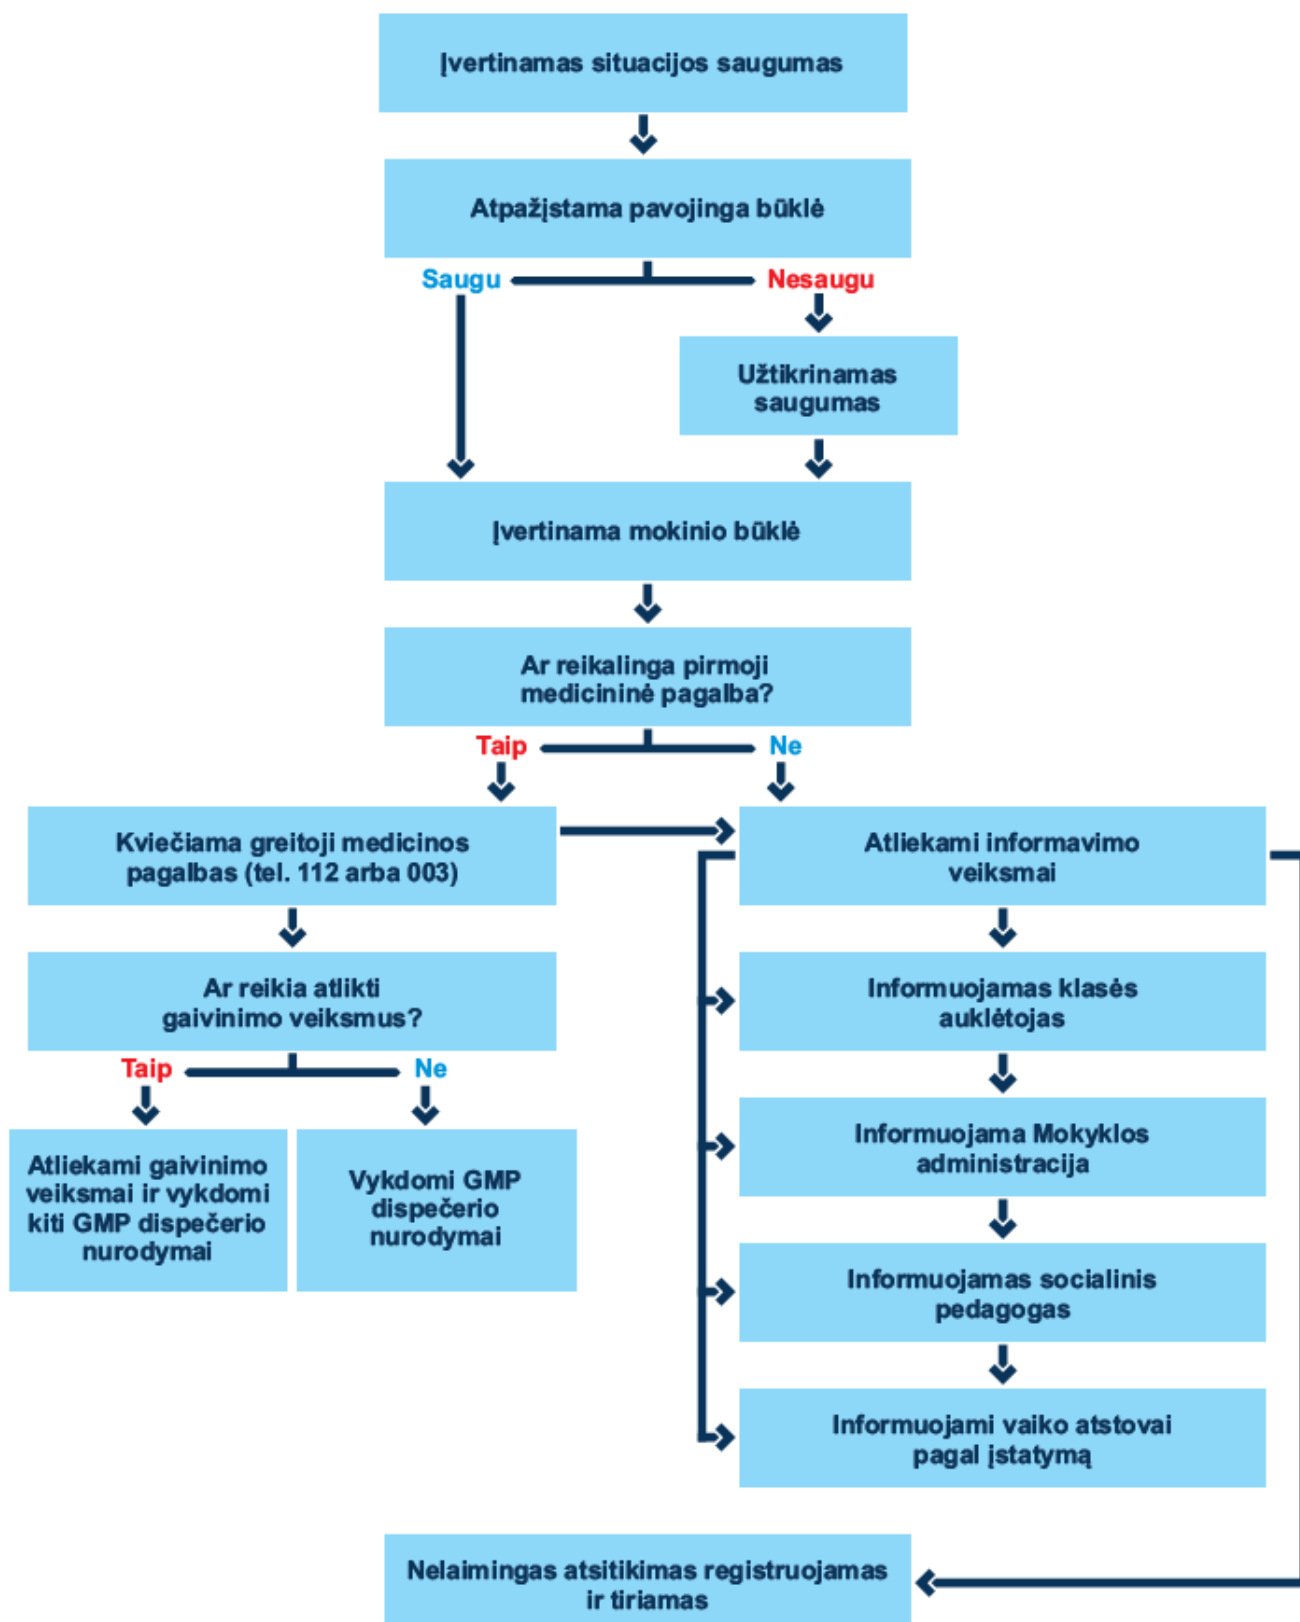 Įvertinamas situacijos saugumas
Atpažįstama pavojinga būklė
Saugu
Nesaugu
Užtikrinamas
saugumas
Įvertinama mokinio būklė
Ar reikalinga pirmoji
medicininė pagalba?
Taip
Ne
Kviečiama greitoji medicinos
pagalbas (tel. 112 arba 003)
Atliekami informavimo
veiksmai
Ar reikia atlikti
gaivinimo veiksmus?
Informuojamas klasės
auklėtojas
Taip
Ne
Atliekami gaivinimo
veiksmai ir vykdomi
kiti GMP dispečerio
nurodymai
Vykdomi GMP
dispečerio
nurodymai
Informuojama Mokyklos
administracija
Informuojamas socialinis
pedagogas
Informuojami vaiko atstovai
pagal įstatymą
Nelaimingas atsitikimas registruojamas
ir tiriamas